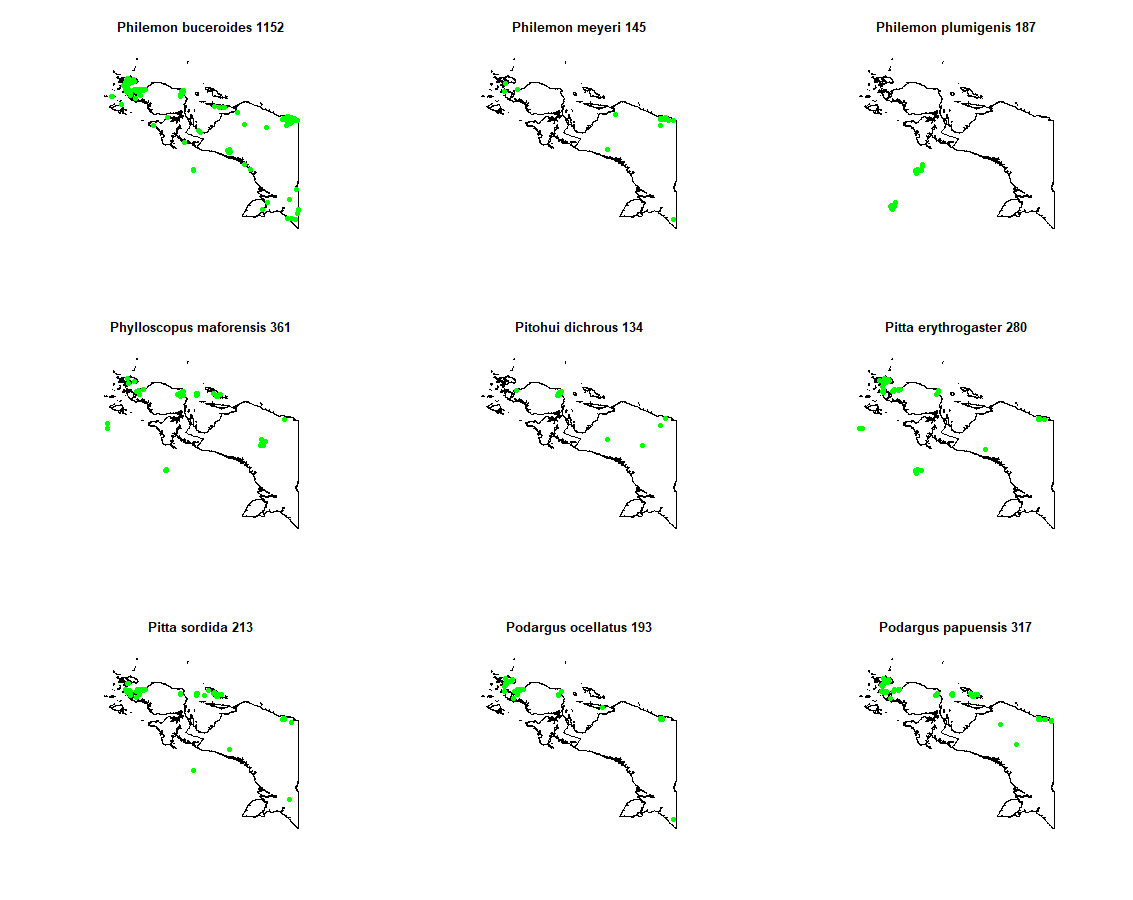 Philemon buceroides 1152
Philemon meyeri 145
Philemon plumigenis 187
Phylloscopus maforensis 361
Pitohui dichrous 134
Pitta erythrogaster 280
Pitta sordida 213
Podargus ocellatus 193
Podargus papuensis 317